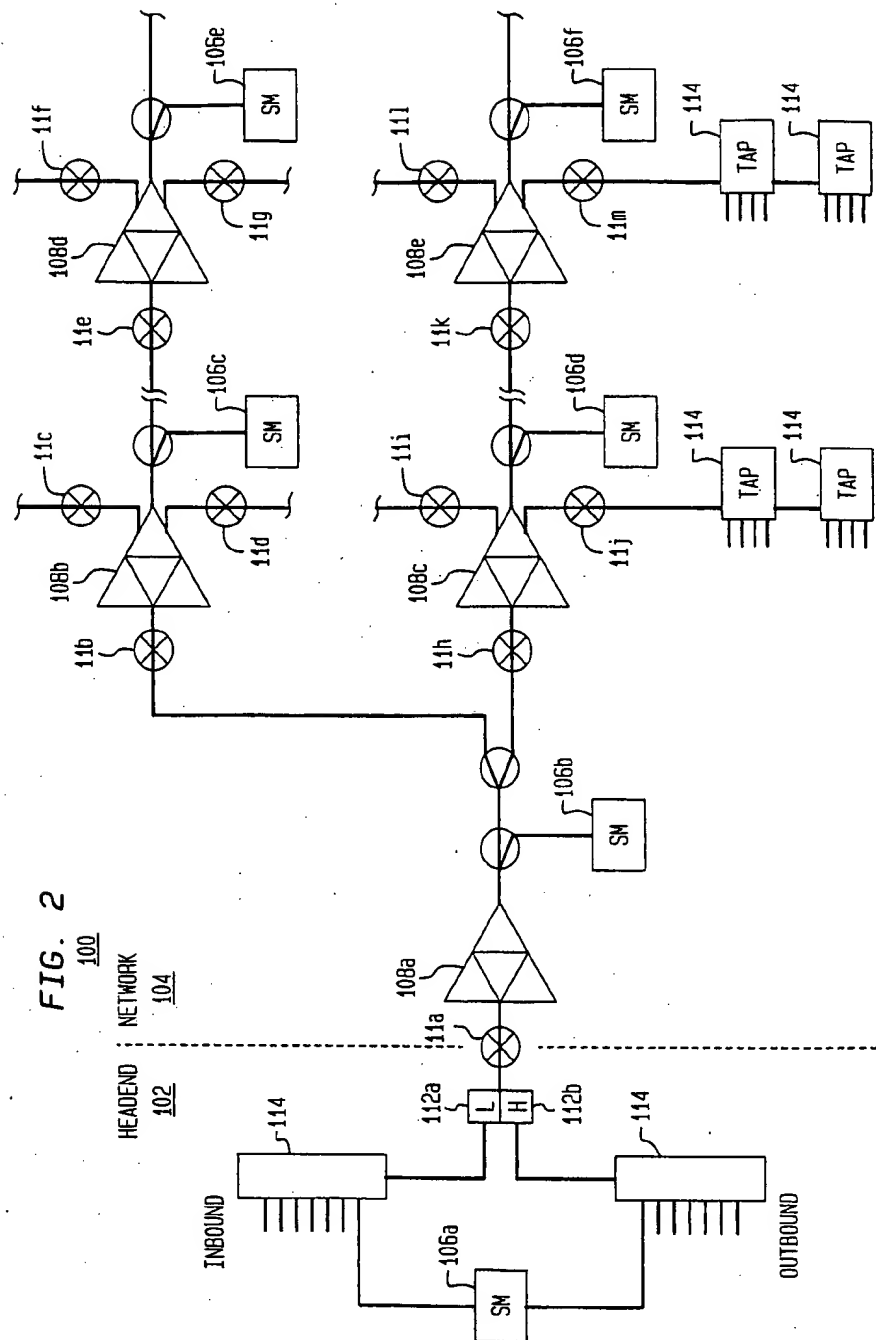 FIG. 2
100
HEADEND
102
NETWORK
104
INBOUND
114
106a
SM
OUTBOUND
114
112a
L
H
112b
11a
108a
106b
SM
11b
108b
11c
11d
106c
SM
11e
108d
11f
11g
106e
SM
11h
108c
11i
11j
106d
SM
114
TAP
114
TAP
11k
108e
11l
11m
106f
SM
114
TAP
114
TAP